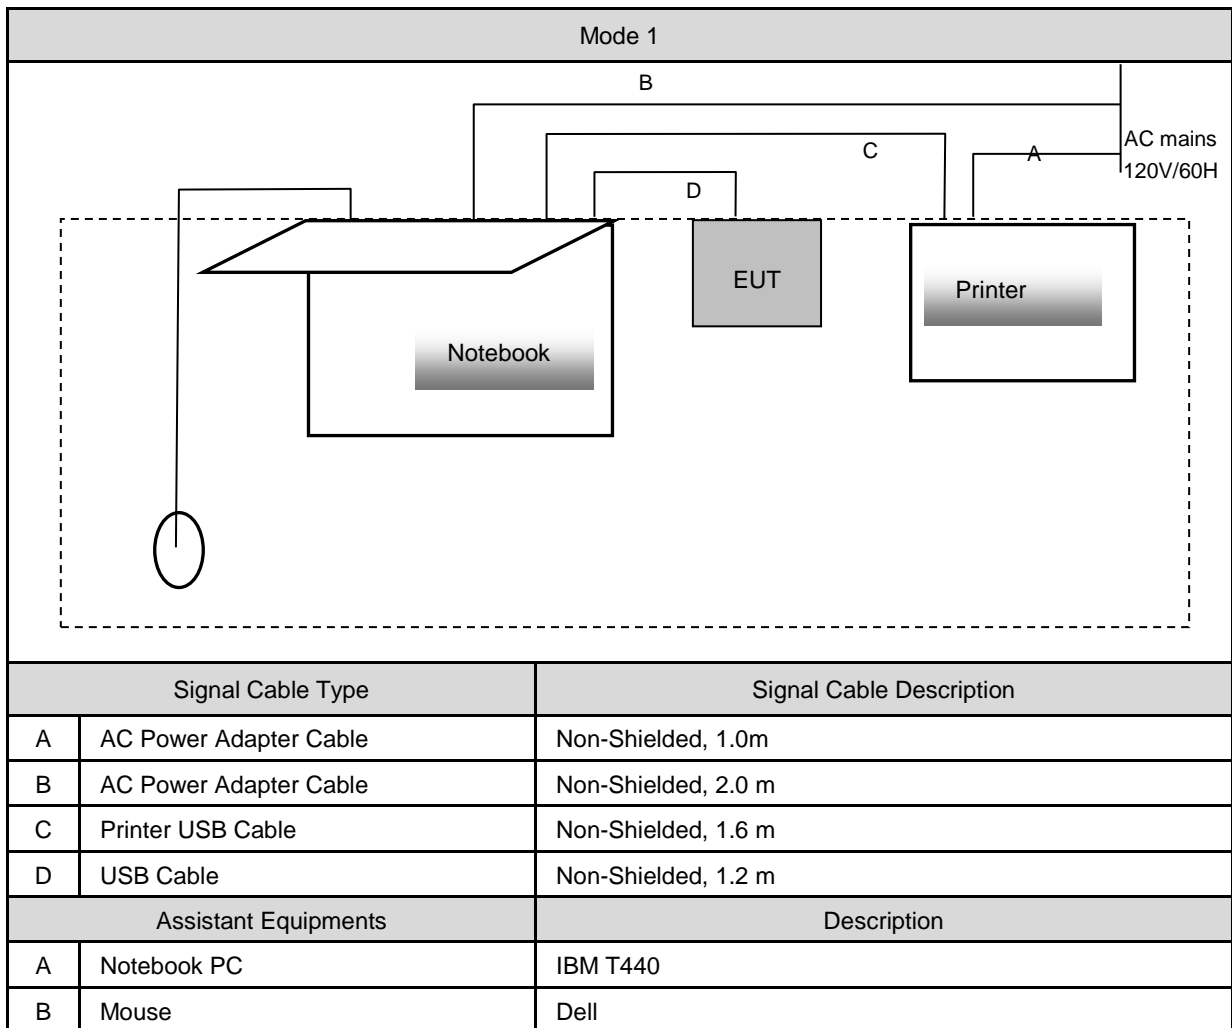 Mode 1
B
AC mains
C
A
120V/60H
D
EUT
Printer
Notebook
Signal Cable Type Signal Cable Description
A AC Power Adapter Cable Non-Shielded, 1.0m
B AC Power Adapter Cable Non-Shielded, 2.0 m
C Printer USB Cable Non-Shielded, 1.6 m
D USB Cable Non-Shielded, 1.2 m
Assistant Equipments Description
A Notebook PC IBM T440
B Mouse Dell